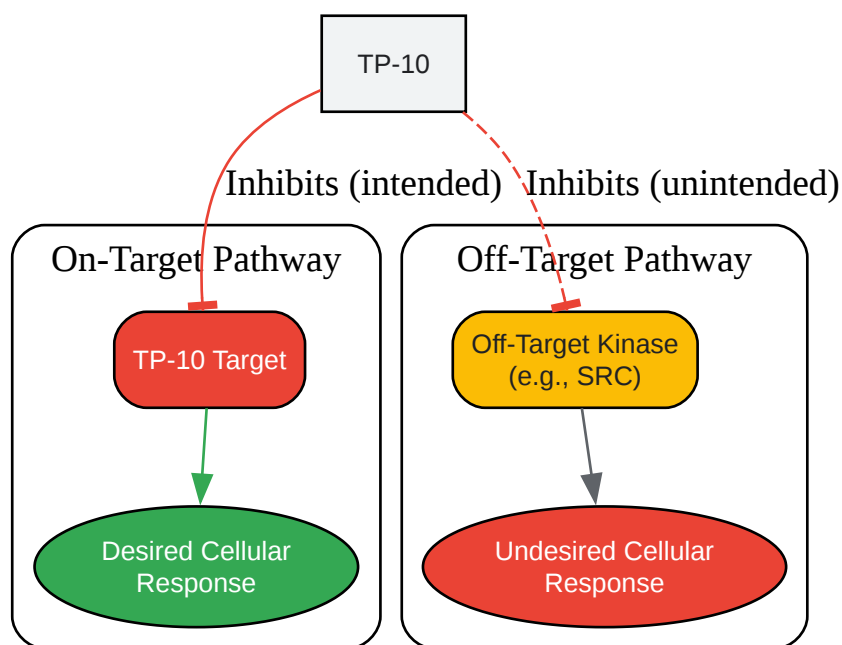 TP-10
Inhibits (intended)
Inhibits (unintended)
On-Target Pathway
Off-Target Pathway
TP-10 Target
Off-Target Kinase
(e.g., SRC)
Desired Cellular
Response
Undesired Cellular
Response